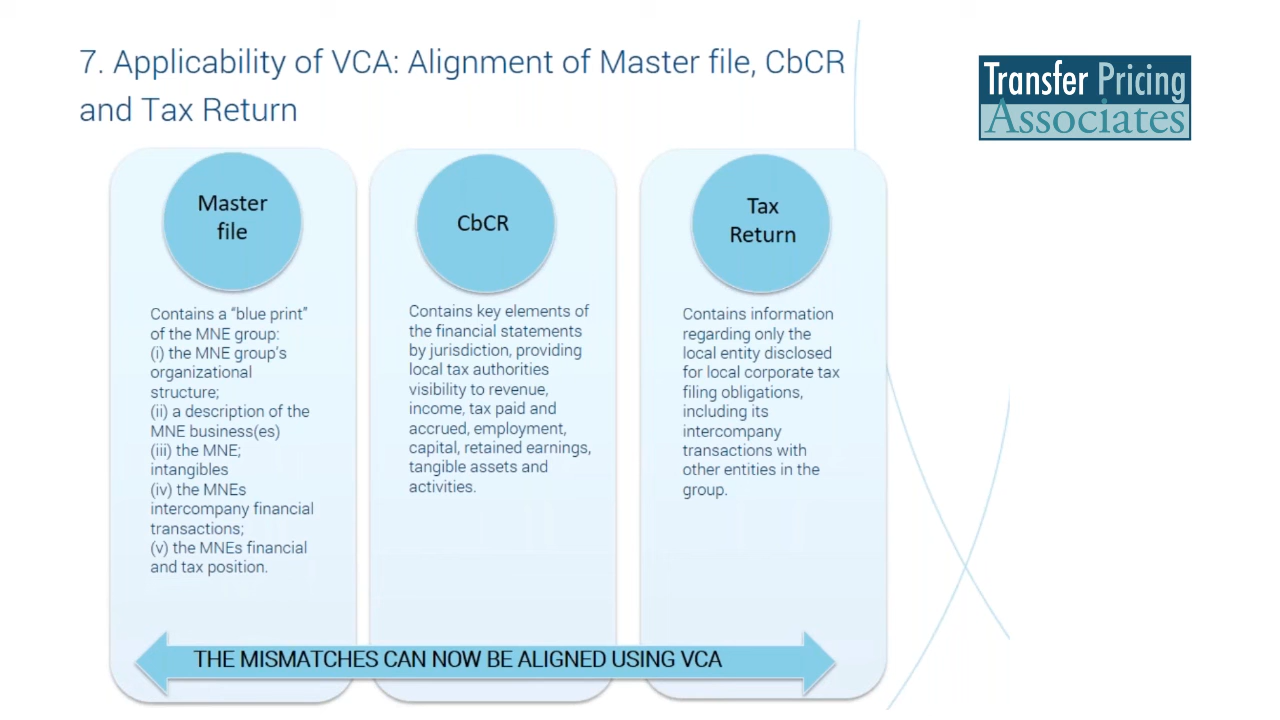 7. Applicability of VCA: Alignment of Master file, CbCR
and Tax Return
Transfer Pricing
Associates
Master
file
Contains a “blue print”
of the MNE group:
(i) the MNE group’s
organizational
structure;
(ii) a description of the
MNE business(es)
(iii) the MNE;
intangibles
(iv) the MNEs
intercompany financial
transactions;
(v) the MNEs financial
and tax position.
CbCR
Contains key elements of
the financial statements
by jurisdiction, providing
local tax authorities
visibility to revenue,
income, tax paid and
accrued, employment,
capital, retained earnings,
tangible assets and
activities.
Tax
Return
Contains information
regarding only the
local entity disclosed
for local corporate tax
filing obligations,
including its
intercompany
transactions with
other entities in the
group.
THE MISMATCHES CAN NOW BE ALIGNED USING VCA